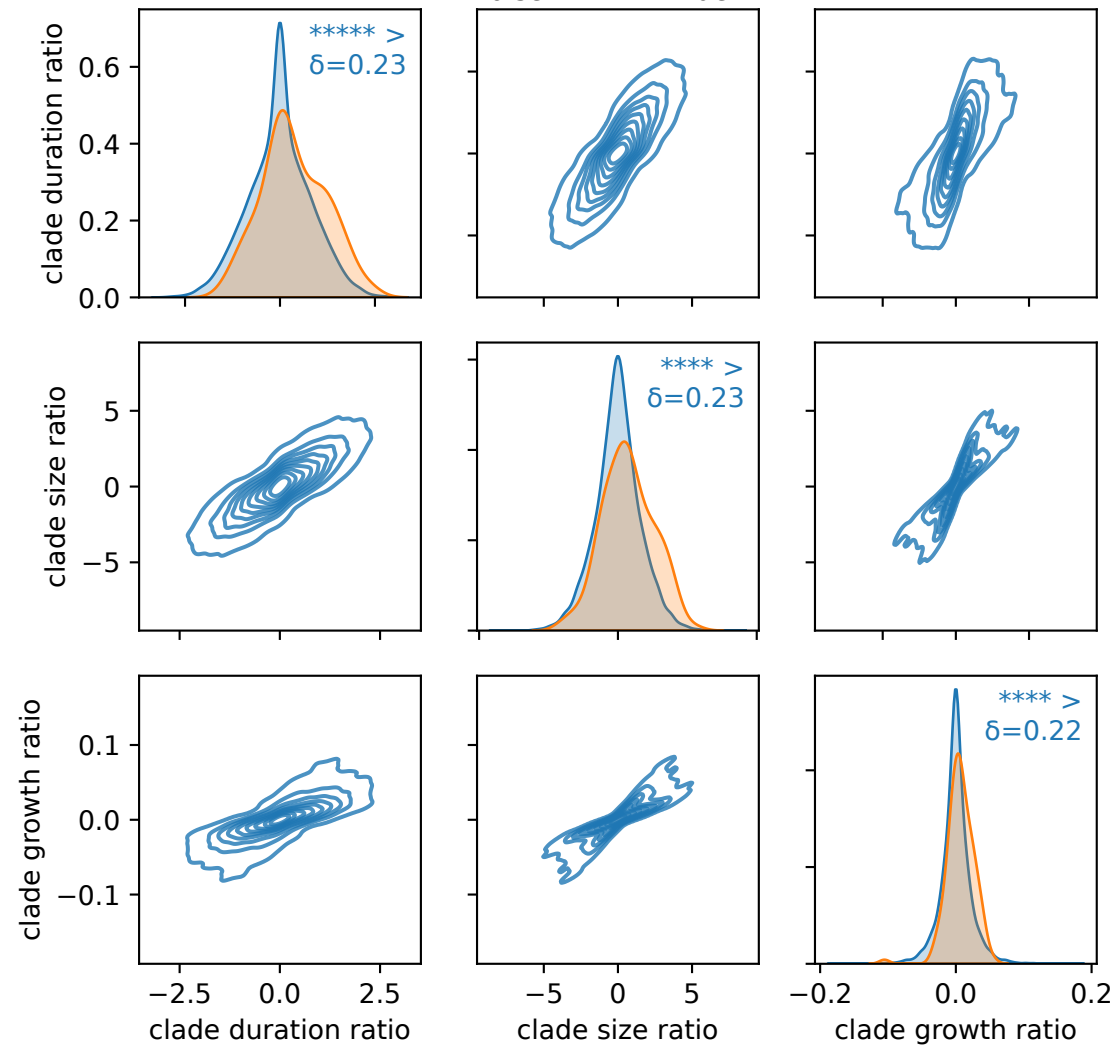 clade duration ratio
0.6
0.4
0.2
0.0
***** >
δ=0.23
clade size ratio
5
0
−5
**** >
δ=0.23
clade growth ratio
0.1
0.0
−0.1
**** >
δ=0.22
−2.5 0.0 2.5
−5 0 5
−0.2 0.0 0.2
clade duration ratio
clade size ratio
clade growth ratio